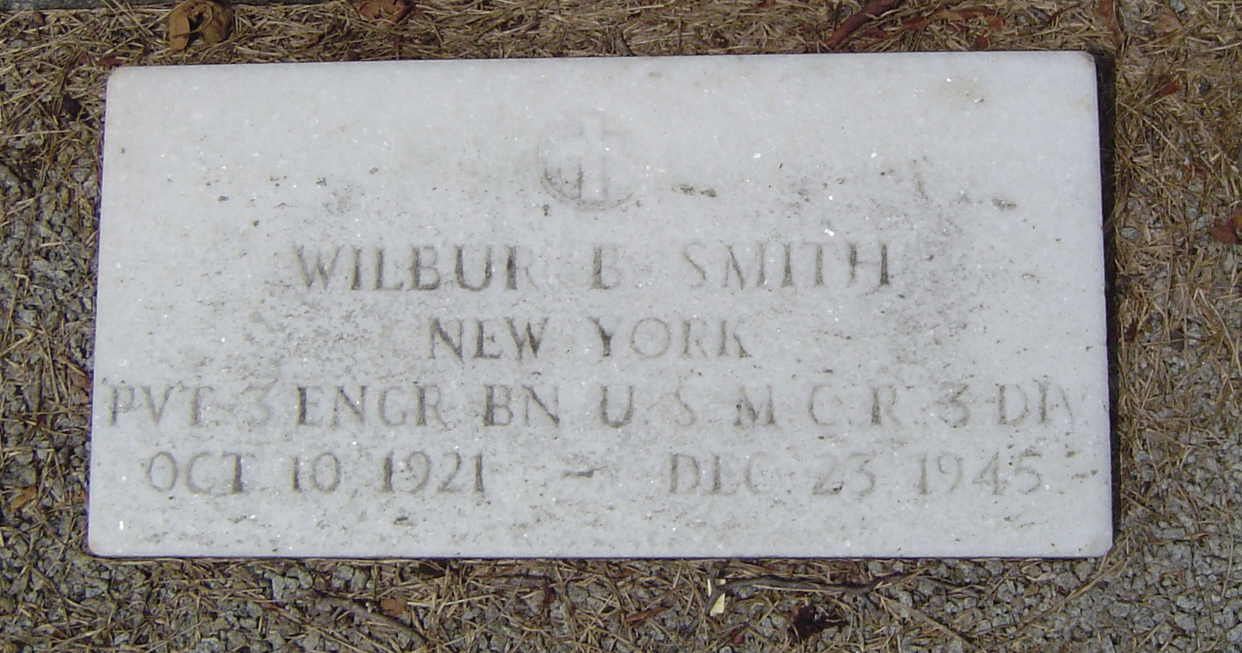 WILBUR B SMITH
NEW YORK
PVT 3 ENGR BN U S M C R 3 DIV
OCT 10 1921 - DEC 23 1945